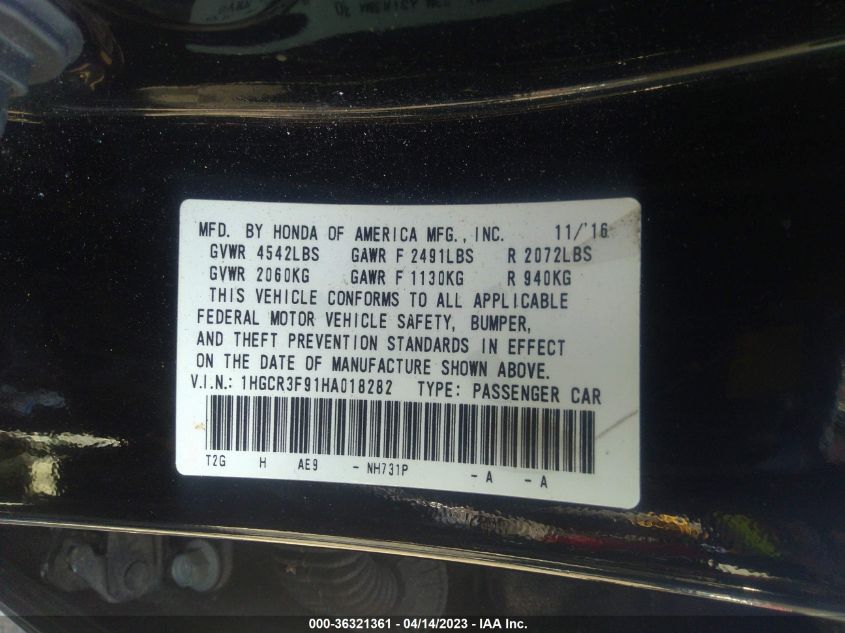 MFD. BY HONDA OF AMERICA MFG., INC. 11/'16
GVWR 4542LBS GAWR F 2491LBS R 2072LBS
GVWR 2060KG GAWR F 1130KG R 940KG
THIS VEHICLE CONFORMS TO ALL APPLICABLE
FEDERAL MOTOR VEHICLE SAFETY, BUMPER,
AND THEFT PREVENTION STANDARDS IN EFFECT
ON THE DATE OF MANUFACTURE SHOWN ABOVE.
V.I.N.: 1HGCR3F91HA018282 TYPE: PASSENGER CAR
T2G H AE9 - NH731P - A - A
000-36321361 | 04/14/2023 | IAA Inc.